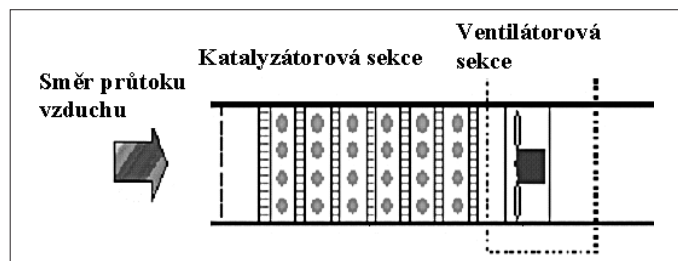 Směr průtoku
vzduchu
Katalyzátorová sekce
Ventilátorová
sekce